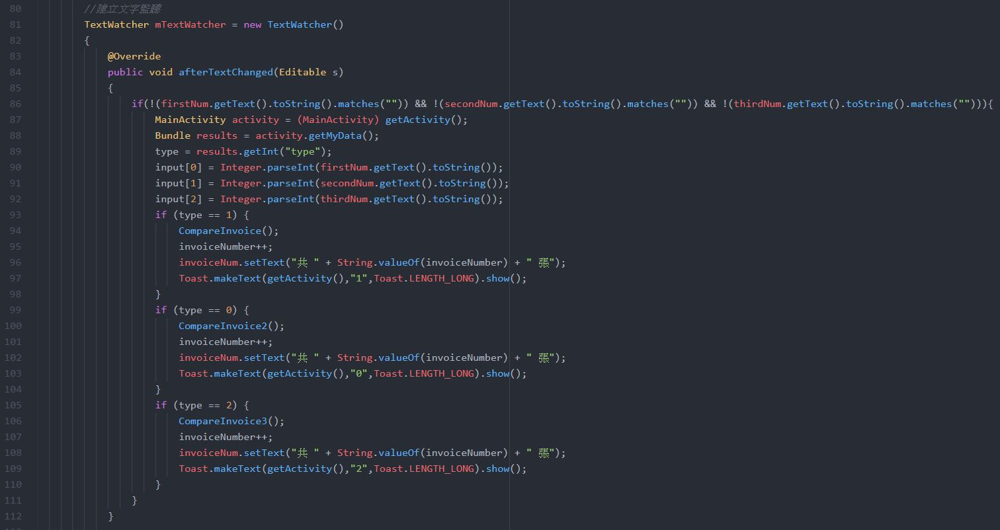 80 //建立文字監聽
81 TextWatcher mTextWatcher = new TextWatcher()
82 {
83 @Override
84 public void afterTextChanged(Editable s)
85 {
86 if(!(firstNum.getText().toString().matches("")) && !(secondNum.getText().toString().matches("")) && !(thirdNum.getText().toString().matches(""))){
87 MainActivity activity = (MainActivity) getActivity();
88 Bundle results = activity.getMyData();
89 type = results.getInt("type");
90 input[0] = Integer.parseInt(firstNum.getText().toString());
91 input[1] = Integer.parseInt(secondNum.getText().toString());
92 input[2] = Integer.parseInt(thirdNum.getText().toString());
93 if (type == 1) {
94 CompareInvoice();
95 invoiceNumber++;
96 invoiceNum.setText("共 " + String.valueOf(invoiceNumber) + " 張");
97 Toast.makeText(getActivity(),"1",Toast.LENGTH_LONG).show();
98 }
99 if (type == 0) {
100 CompareInvoice2();
101 invoiceNumber++;
102 invoiceNum.setText("共 " + String.valueOf(invoiceNumber) + " 張");
103 Toast.makeText(getActivity(),"0",Toast.LENGTH_LONG).show();
104 }
105 if (type == 2) {
106 CompareInvoice3();
107 invoiceNumber++;
108 invoiceNum.setText("共 " + String.valueOf(invoiceNumber) + " 張");
109 Toast.makeText(getActivity(),"2",Toast.LENGTH_LONG).show();
110 }
111 }
112 }